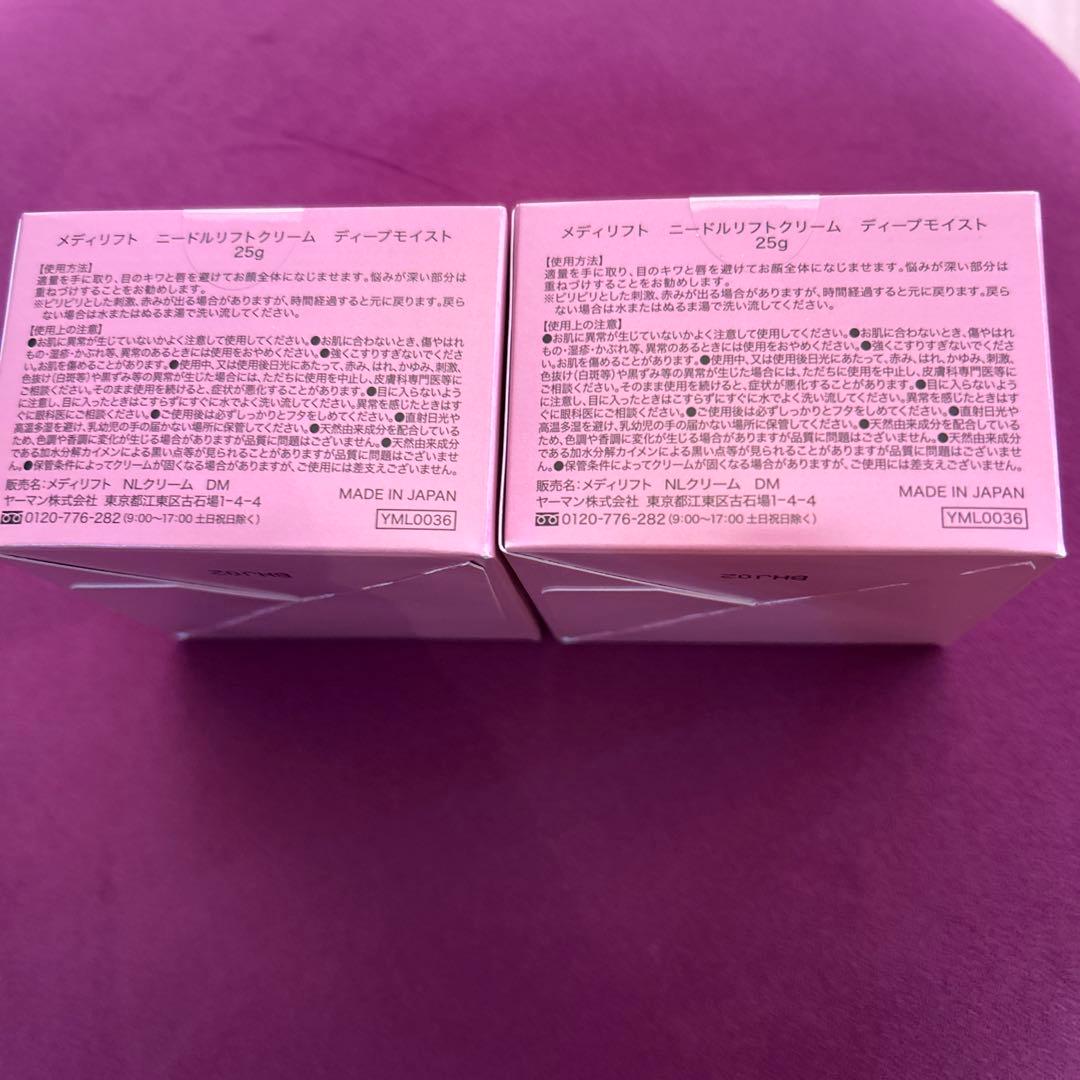 メディリフト ニードルリフトクリーム ディープモイスト
25g
【使用方法】
適量を手に取り、目のキワと唇を避けてお顔全体になじませます。悩みが深い部分は
重ねづけすることをお勧めします。
※ピリピリとした刺激、赤みが出る場合がありますが、時間経過すると元に戻ります。戻ら
ない場合は水またはぬるま湯で洗い流してください。
【使用上の注意】
●お肌に異常が生じていないかよく注意して使用してください。●お肌に合わないとき、傷やはれ
もの・湿疹・かぶれ等、異常のあるときには使用をおやめください。●強くこすりすぎないでくださ
い。お肌を傷めることがあります。●使用中、又は使用後日光にあたって、赤み、はれ、かゆみ、刺激、
色抜け(白斑等)や黒ずみ等の異常が生じた場合には、ただちに使用を中止し、皮膚科専門医等に
ご相談ください。そのまま使用を続けると、症状が悪化することがあります。●目に入らないよう
に注意し、目に入ったときはこすらずにすぐに水でよく洗い流してください。異常を感じたときはす
ぐに眼科医にご相談ください。●ご使用後は必ずしっかりとフタをしめてください。●直射日光や
高温多湿を避け、乳幼児の手の届かない場所に保管してください。●天然由来成分を配合している
ため、色調や香調に変化が生じる場合がありますが品質に問題はございません。●天然由来成分
である加水分解カイメンによる黒い点等が見られることがありますが品質に問題はございませ
ん。●保管条件によってクリームが固くなる場合がありますが、ご使用には差支えございません。
販売名:メディリフト NLクリーム DM
ヤーマン株式会社 東京都江東区古石場1-4-4
MADE IN JAPAN
0120-776-282(9:00〜17:00 土日祝日除く)
YML0036
BHJ02
メディリフト ニードルリフトクリーム ディープモイスト
25g
【使用方法】
適量を手に取り、目のキワと唇を避けてお顔全体になじませます。悩みが深い部分は
重ねづけすることをお勧めします。
※ピリピリとした刺激、赤みが出る場合がありますが、時間経過すると元に戻ります。戻ら
ない場合は水またはぬるま湯で洗い流してください。
【使用上の注意】
●お肌に異常が生じていないかよく注意して使用してください。●お肌に合わないとき、傷やはれ
もの・湿疹・かぶれ等、異常のあるときには使用をおやめください。●強くこすりすぎないでくださ
い。お肌を傷めることがあります。●使用中、又は使用後日光にあたって、赤み、はれ、かゆみ、刺激、
色抜け(白斑等)や黒ずみ等の異常が生じた場合には、ただちに使用を中止し、皮膚科専門医等に
ご相談ください。そのまま使用を続けると、症状が悪化することがあります。●目に入らないよう
に注意し、目に入ったときはこすらずにすぐに水でよく洗い流してください。異常を感じたときはす
ぐに眼科医にご相談ください。●ご使用後は必ずしっかりとフタをしめてください。●直射日光や
高温多湿を避け、乳幼児の手の届かない場所に保管してください。●天然由来成分を配合している
ため、色調や香調に変化が生じる場合がありますが品質に問題はございません。●天然由来成分
である加水分解カイメンによる黒い点等が見られることがありますが品質に問題はございませ
ん。●保管条件によってクリームが固くなる場合がありますが、ご使用には差支えございません。
販売名:メディリフト NLクリーム DM
ヤーマン株式会社 東京都江東区古石場1-4-4
MADE IN JAPAN
0120-776-282(9:00〜17:00 土日祝日除く)
YML0036
BHJ02